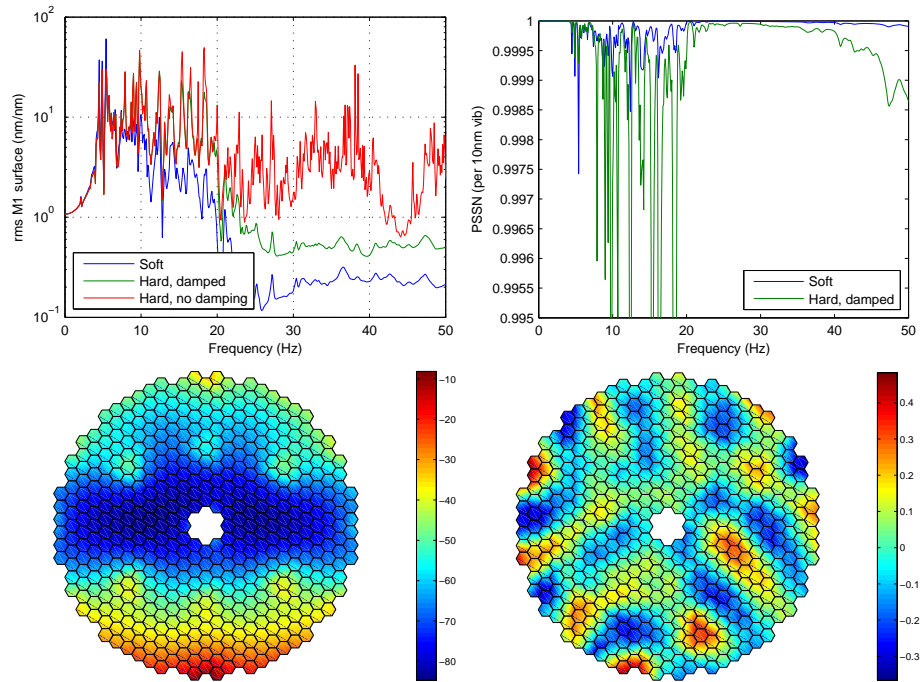 10^2
10^1
10^0
10^-1
rms M1 surface (nm/nm)
Soft
Hard, damped
Hard, no damping
0 10 20 30 40 50
Frequency (Hz)
1
0.9995
0.999
0.9985
0.998
0.9975
0.997
0.9965
0.996
0.9955
0.995
PSSN (per 10nm vib)
Soft
Hard, damped
0 10 20 30 40 50
Frequency (Hz)
−10
−20
−30
−40
−50
−60
−70
−80
0.4
0.3
0.2
0.1
0
−0.1
−0.2
−0.3